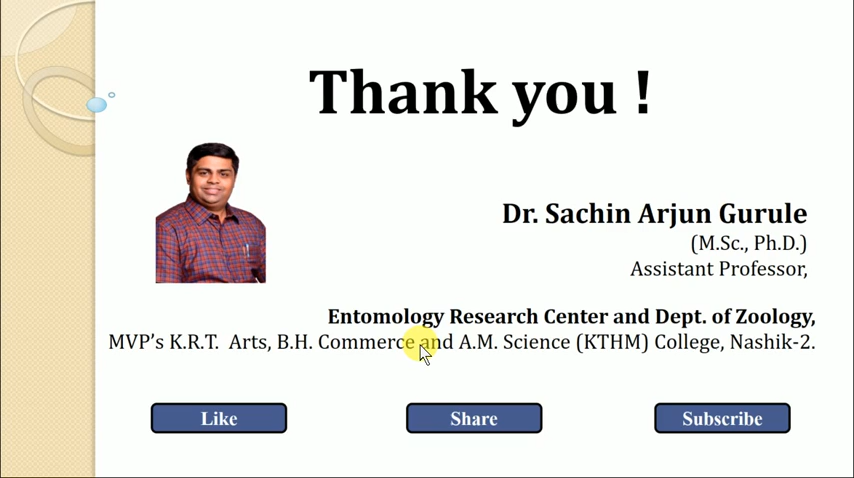 Thank you !
Dr. Sachin Arjun Gurule
(M.Sc., Ph.D.)
Assistant Professor,
Entomology Research Center and Dept. of Zoology,
MVP's K.R.T. Arts, B.H. Commerce and A.M. Science (KTHM) College, Nashik-2.
Like
Share
Subscribe